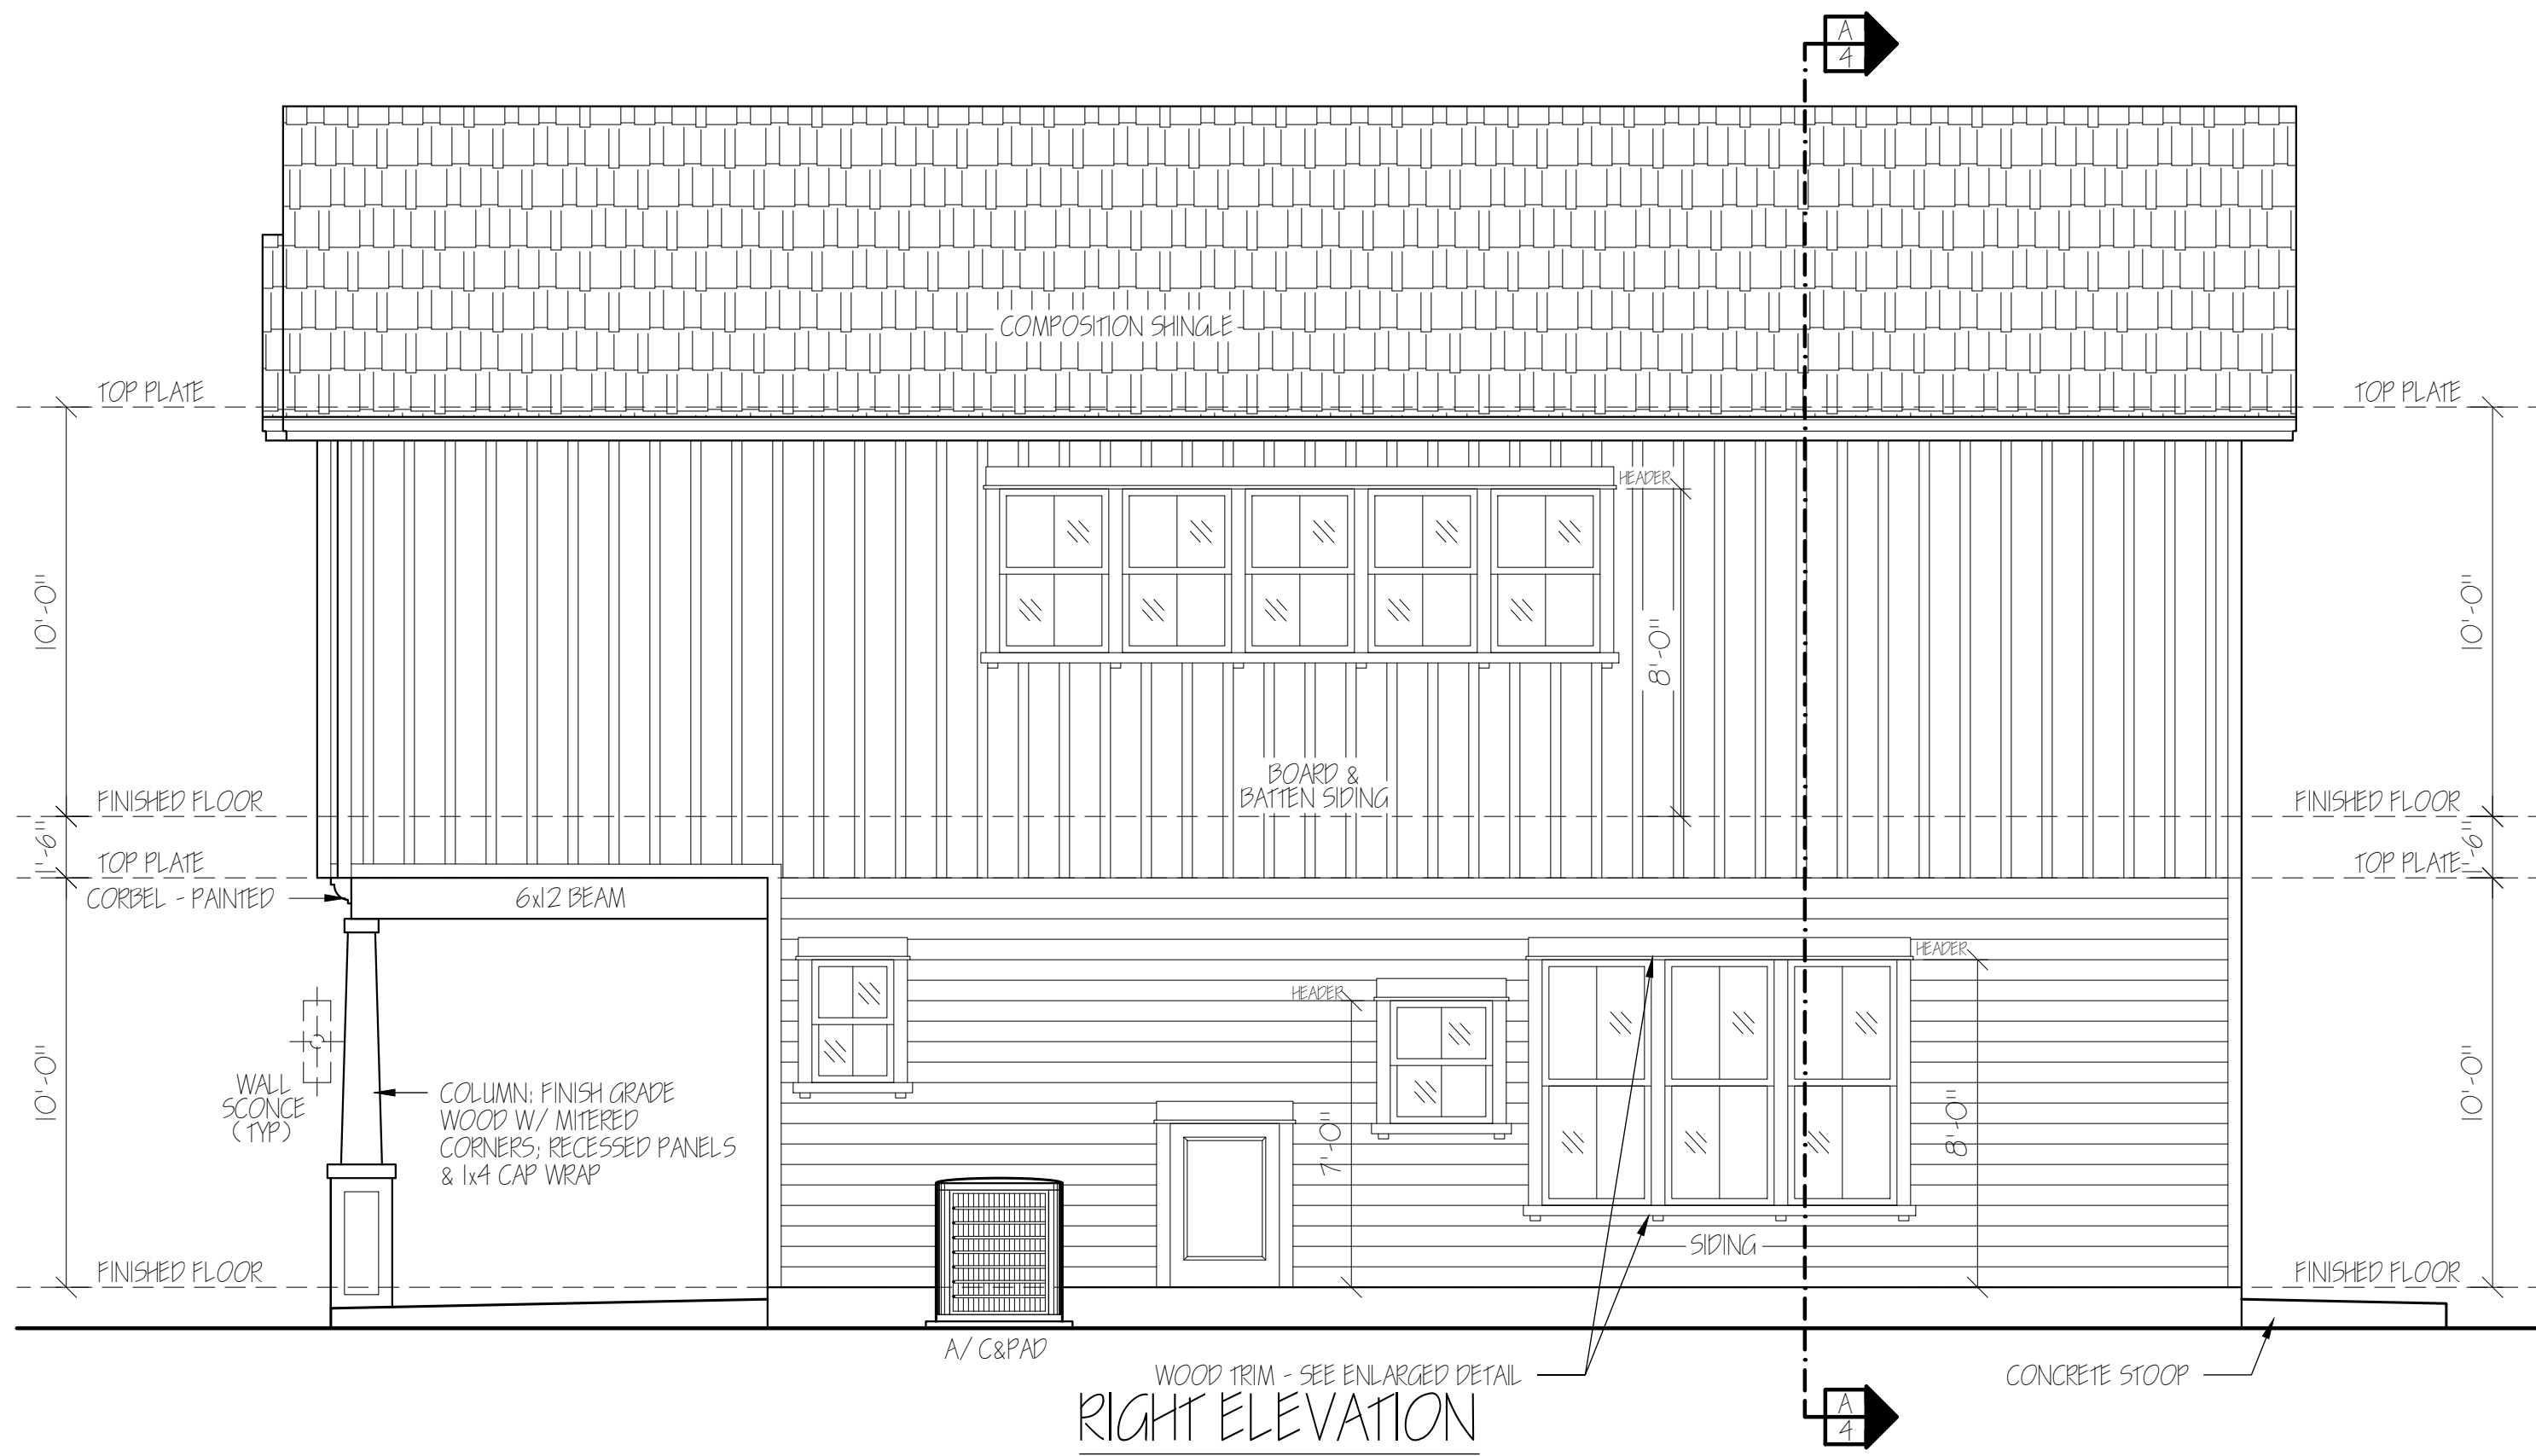 A
4
COMPOSITION SHINGLE
TOP PLATE
TOP PLATE
HEADER
10'-0"
8'-0"
10'-0"
BOARD &
BATTEN SIDING
FINISHED FLOOR
FINISHED FLOOR
1'-6"
1'-6"
TOP PLATE
TOP PLATE
CORBEL - PAINTED
6x12 BEAM
HEADER
HEADER
10'-0"
WALL
SCONCE
(TYP)
COLUMN: FINISH GRADE
WOOD W/ MITERED
CORNERS; RECESSED PANELS
& 1x4 CAP WRAP
7'-0"
8'-0"
10'-0"
SIDING
FINISHED FLOOR
FINISHED FLOOR
A/ C&PAD
WOOD TRIM - SEE ENLARGED DETAIL
CONCRETE STOOP
RIGHT ELEVATION
A
4